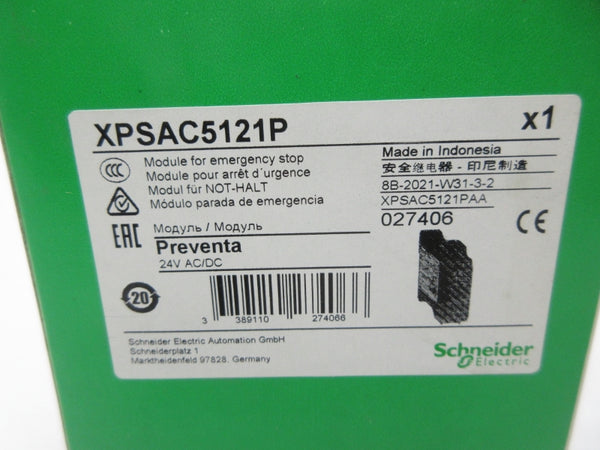 XPSAC5121P
x1
Module for emergency stop
Module pour arrêt d´urgence
Modul für NOT-HALT
Módulo parada de emergencia
Модуль / Модуль
Preventa
24V AC/DC
Made in Indonesia
安全继电器-印尼制造
8B-2021-W31-3-2
XPSAC5121PAA
027406
CCC
EAC
CE
20
3 389110 274066
Schneider Electric Automation GmbH
Schneiderplatz 1
Marktheidenfeld 97828, Germany
Schneider
Electric